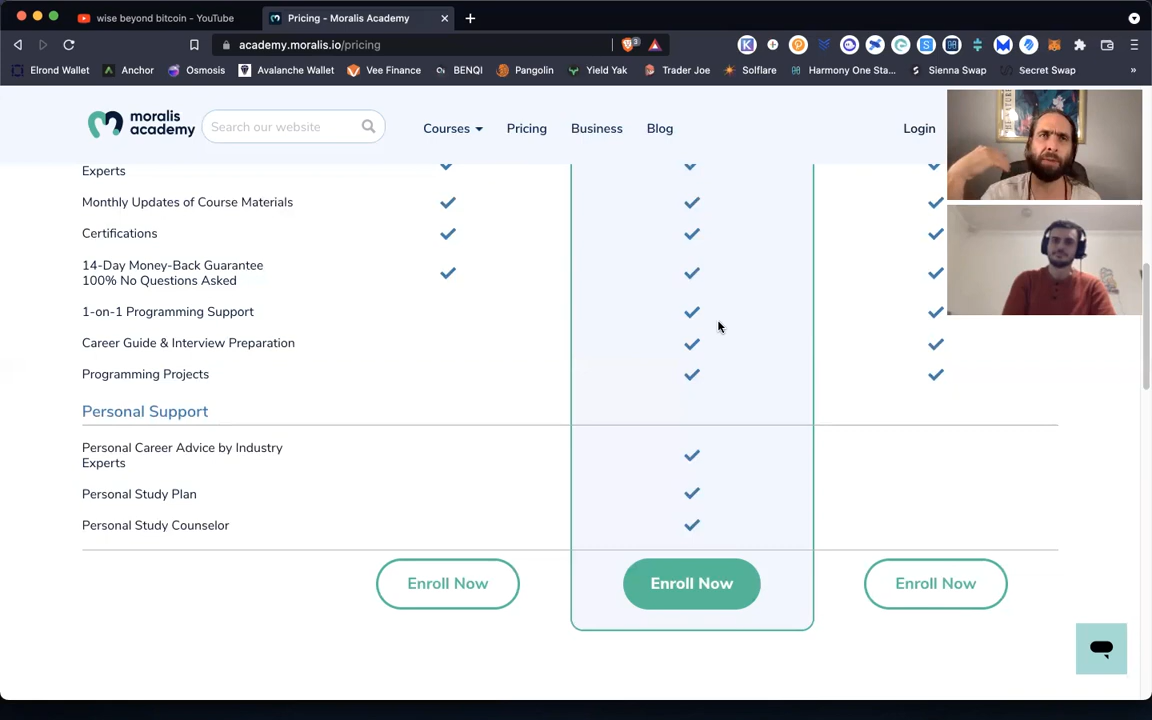 wise beyond bitcoin - YouTube
Pricing - Moralis Academy
academy.moralis.io/pricing
Elrond Wallet
Anchor
Osmosis
Avalanche Wallet
Vee Finance
BENQI
Pangolin
Yield Yak
Trader Joe
Solflare
Harmony One Sta...
Sienna Swap
Secret Swap
moralis
academy
Search our website
Courses
Pricing
Business
Blog
Login
Experts
Monthly Updates of Course Materials
Certifications
14-Day Money-Back Guarantee
100% No Questions Asked
1-on-1 Programming Support
Career Guide & Interview Preparation
Programming Projects
Personal Support
Personal Career Advice by Industry
Experts
Personal Study Plan
Personal Study Counselor
Enroll Now
Enroll Now
Enroll Now